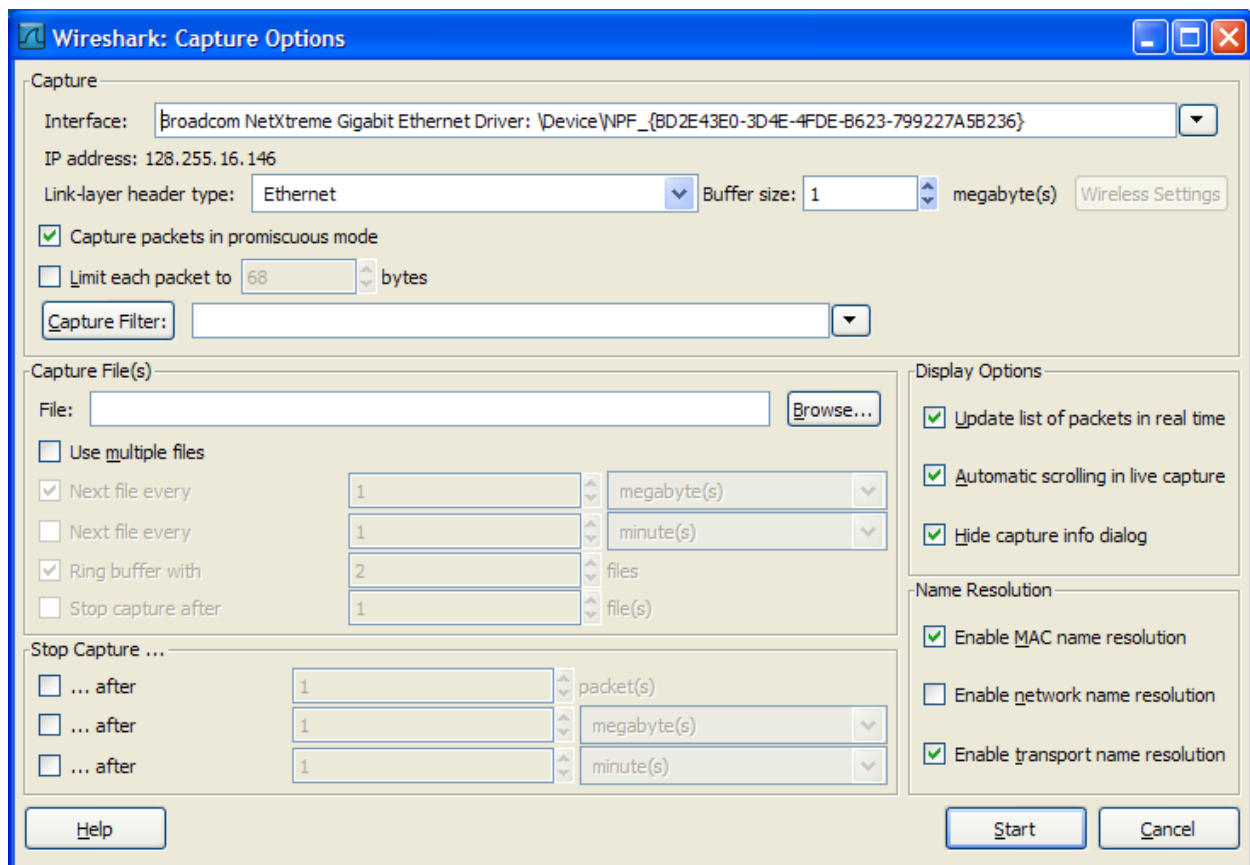 Wireshark: Capture Options
Capture
Interface: Broadcom NetXtreme Gigabit Ethernet Driver: \Device\NPF_{BD2E43E0-3D4E-4FDE-B623-799227A5B236}
IP address: 128.255.16.146
Link-layer header type: Ethernet Buffer size: 1 megabyte(s) Wireless Settings
Capture packets in promiscuous mode
Limit each packet to 68 bytes
Capture Filter:
Capture File(s)
File: Browse...
Use multiple files
Next file every 1 megabyte(s)
Next file every 1 minute(s)
Ring buffer with 2 files
Stop capture after 1 file(s)
Stop Capture ...
... after 1 packet(s)
... after 1 megabyte(s)
... after 1 minute(s)
Display Options
Update list of packets in real time
Automatic scrolling in live capture
Hide capture info dialog
Name Resolution
Enable MAC name resolution
Enable network name resolution
Enable transport name resolution
Help Start Cancel